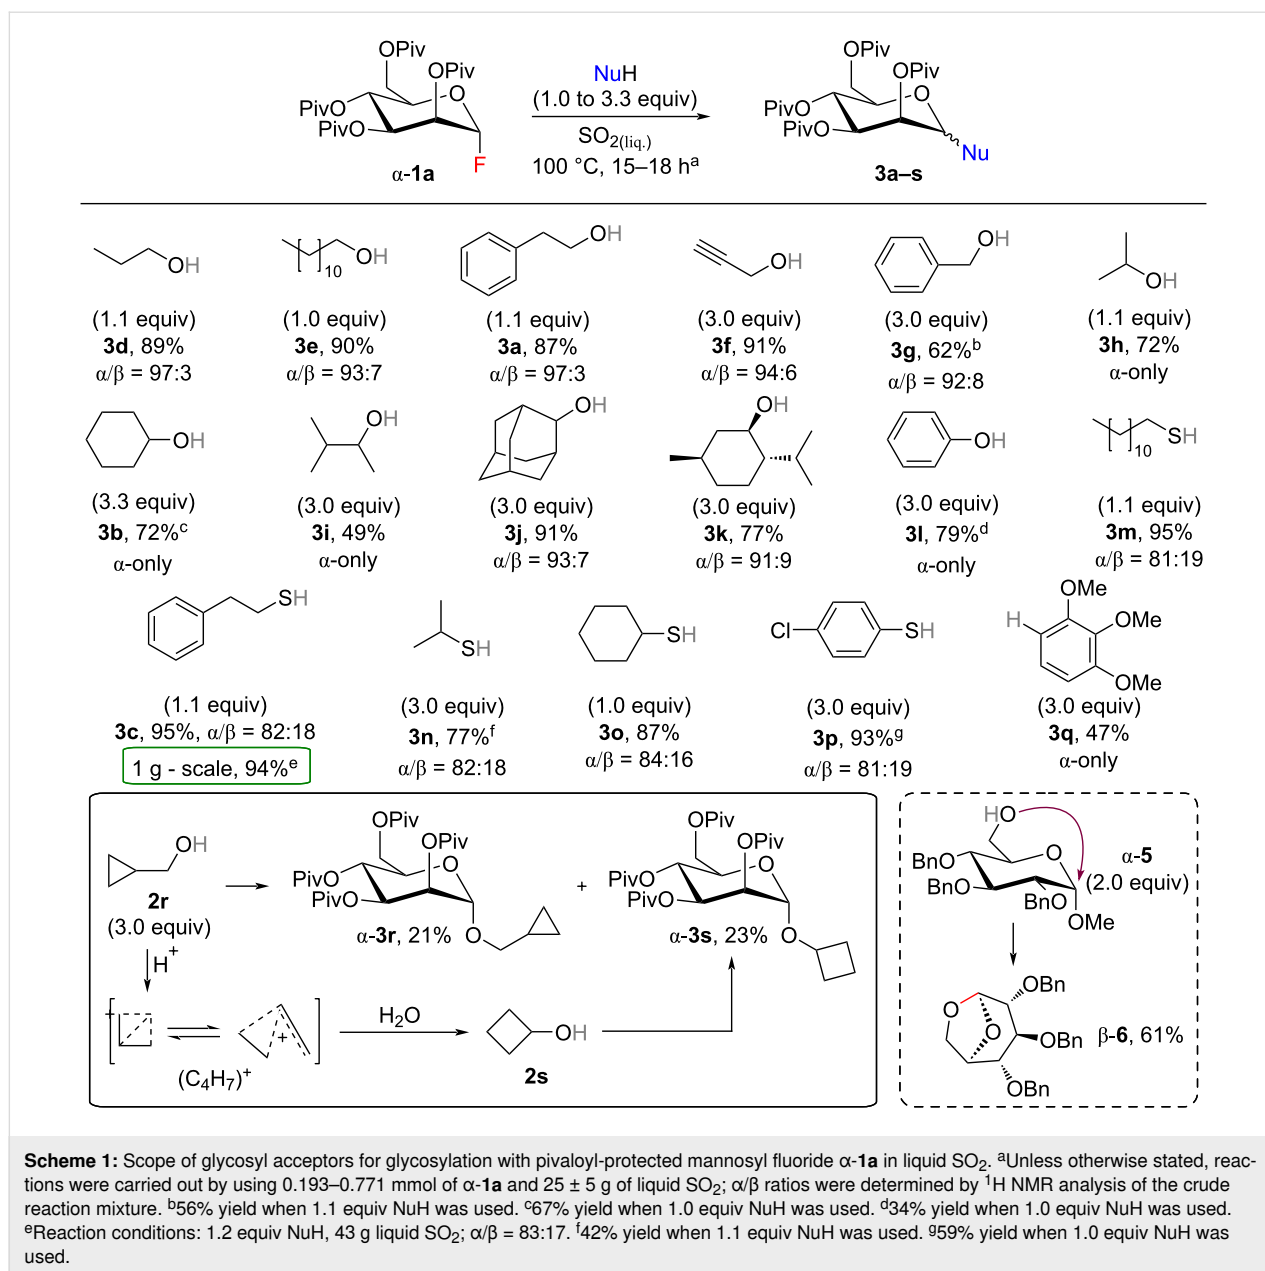 OPiv
OPiv
O
PivO
PivO
F
α-1a
NuH
(1.0 to 3.3 equiv)
SO2(liq.)
100 °C, 15–18 hᵃ
OPiv
OPiv
O
PivO
PivO
Nu
3a–s
OH
(1.1 equiv)
3d, 89%
α/β = 97:3
10
OH
(1.0 equiv)
3e, 90%
α/β = 93:7
OH
(1.1 equiv)
3a, 87%
α/β = 97:3
OH
(3.0 equiv)
3f, 91%
α/β = 94:6
OH
(3.0 equiv)
3g, 62%ᵇ
α/β = 92:8
OH
(1.1 equiv)
3h, 72%
α-only
OH
(3.3 equiv)
3b, 72%ᶜ
α-only
OH
(3.0 equiv)
3i, 49%
α-only
OH
(3.0 equiv)
3j, 91%
α/β = 93:7
OH
(3.0 equiv)
3k, 77%
α/β = 91:9
OH
(3.0 equiv)
3l, 79%ᵈ
α-only
10
SH
(1.1 equiv)
3m, 95%
α/β = 81:19
SH
(1.1 equiv)
3c, 95%, α/β = 82:18
1 g - scale, 94%ᵉ
SH
(3.0 equiv)
3n, 77%ᶠ
α/β = 82:18
SH
(1.0 equiv)
3o, 87%
α/β = 84:16
Cl
SH
(3.0 equiv)
3p, 93%ᵍ
α/β = 81:19
OMe
H
OMe
OMe
(3.0 equiv)
3q, 47%
α-only
OH
2r
(3.0 equiv)
H⁺
OPiv
OPiv
O
PivO
PivO
α-3r, 21%
O
+
OPiv
OPiv
O
PivO
PivO
α-3s, 23%
O
+
+
(C4H7)⁺
H2O
OH
2s
HO
O
BnO
BnO
BnO
OMe
α-5
(2.0 equiv)
O
O
OBn
OBn
OBn
β-6, 61%
Scheme 1: Scope of glycosyl acceptors for glycosylation with pivaloyl-protected mannosyl fluoride α-1a in liquid SO2. ᵃUnless otherwise stated, reac-
tions were carried out by using 0.193–0.771 mmol of α-1a and 25 ± 5 g of liquid SO2; α/β ratios were determined by ¹H NMR analysis of the crude
reaction mixture. ᵇ56% yield when 1.1 equiv NuH was used. ᶜ67% yield when 1.0 equiv NuH was used. ᵈ34% yield when 1.0 equiv NuH was used.
ᵉReaction conditions: 1.2 equiv NuH, 43 g liquid SO2; α/β = 83:17. ᶠ42% yield when 1.1 equiv NuH was used. ᵍ59% yield when 1.0 equiv NuH was
used.